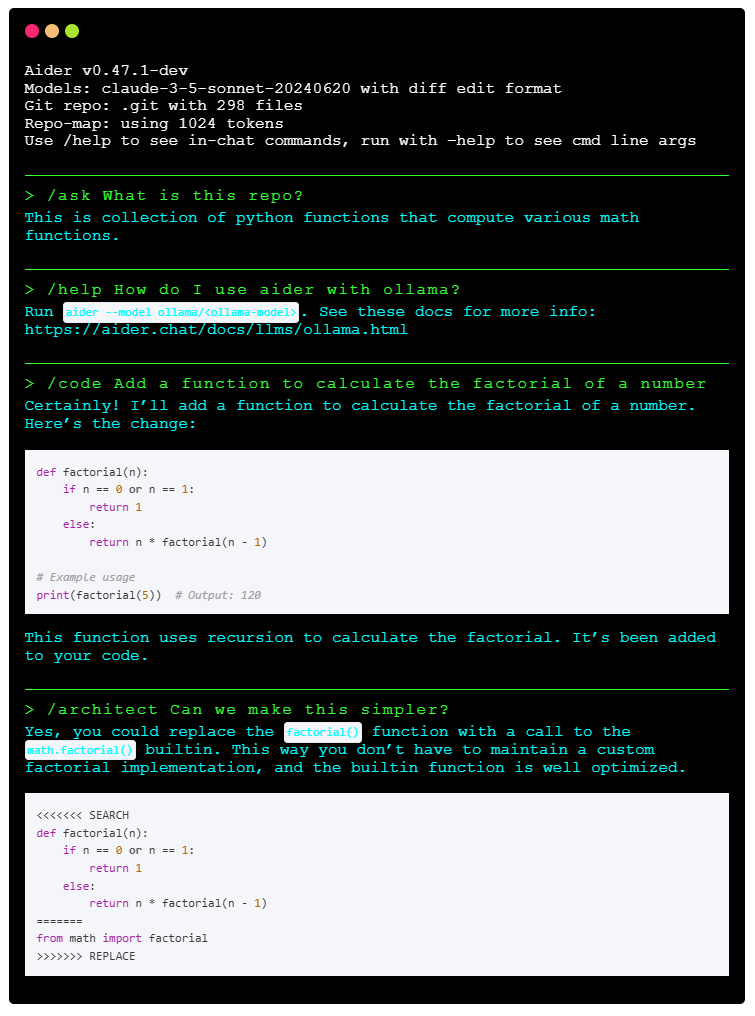 Aider v0.47.1-dev
Models: claude-3-5-sonnet-20240620 with diff edit format
Git repo: .git with 298 files
Repo-map: using 1024 tokens
Use /help to see in-chat commands, run with –help to see cmd line args
> /ask What is this repo?
This is collection of python functions that compute various math
functions.
> /help How do I use aider with ollama?
Run aider --model ollama/<ollama-model>. See these docs for more info:
https://aider.chat/docs/llms/ollama.html
> /code Add a function to calculate the factorial of a number
Certainly! I’ll add a function to calculate the factorial of a number.
Here’s the change:
def factorial(n):
    if n == 0 or n == 1:
        return 1
    else:
        return n * factorial(n - 1)
# Example usage
print(factorial(5))  # Output: 120
This function uses recursion to calculate the factorial. It’s been added
to your code.
> /architect Can we make this simpler?
Yes, you could replace the factorial() function with a call to the
math.factorial() builtin. This way you don’t have to maintain a custom
factorial implementation, and the builtin function is well optimized.
<<<<<<< SEARCH
def factorial(n):
    if n == 0 or n == 1:
        return 1
    else:
        return n * factorial(n - 1)
=======
from math import factorial
>>>>>>> REPLACE